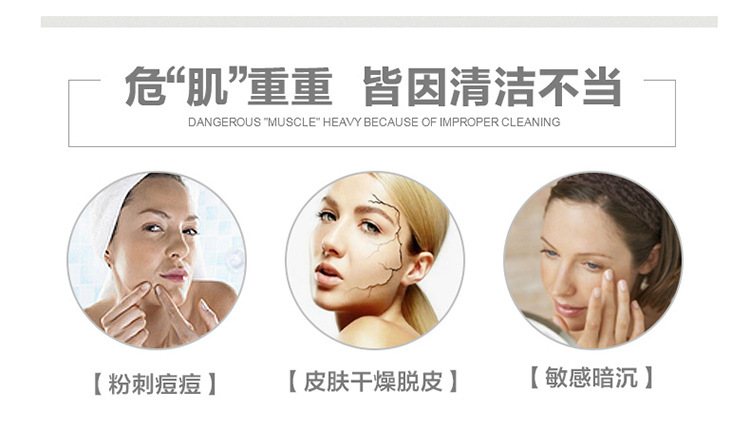 危“肌”重重 皆因清洁不当
DANGEROUS "MUSCLE" HEAVY BECAUSE OF IMPROPER CLEANING
【粉刺痘痘】 【皮肤干燥脱皮】 【敏感暗沉】